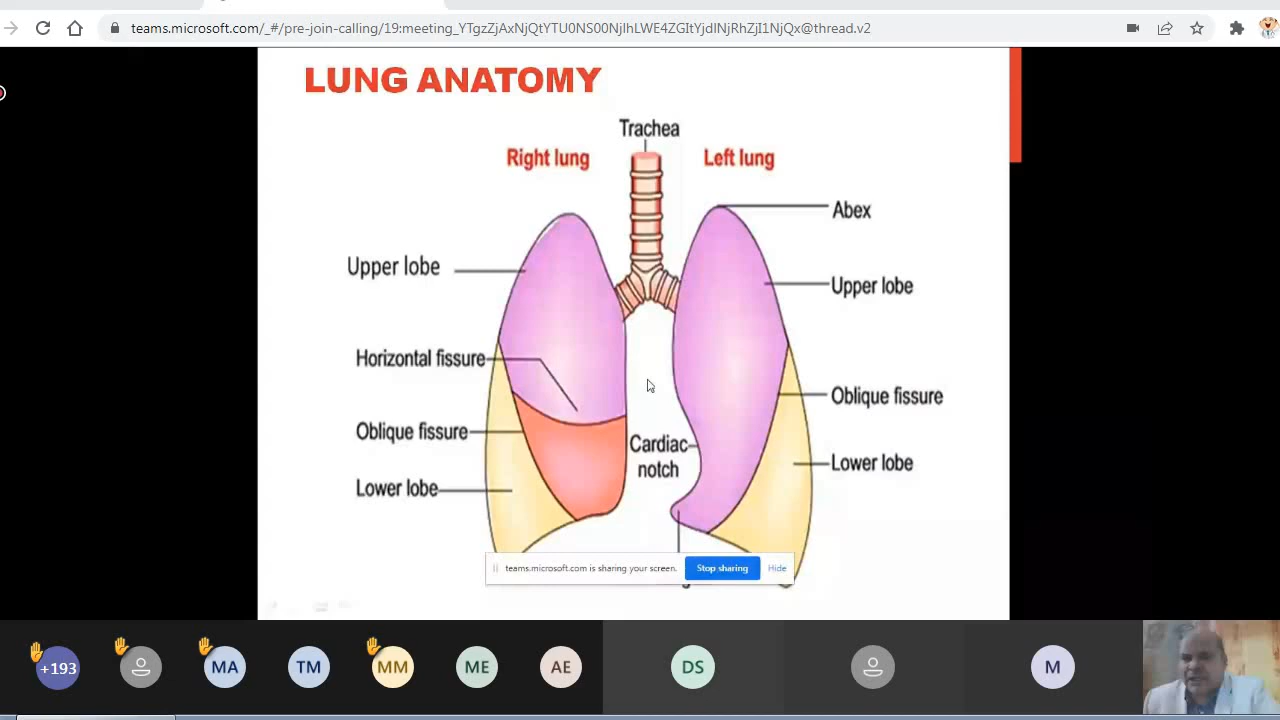 teams.microsoft.com/_#/pre-join-calling/19:meeting_YTgzZjAxNjQtYTU0NS00NjlhLWE4ZGItYjdlNjRhZjI1NjQx@thread.v2
LUNG ANATOMY
Trachea
Right lung
Left lung
Abex
Upper lobe
Upper lobe
Horizontal fissure
Oblique fissure
Oblique fissure
Cardiac
notch
Lower lobe
Lower lobe
teams.microsoft.com is sharing your screen.
Stop sharing
Hide
+193
MA
TM
MM
ME
AE
DS
M